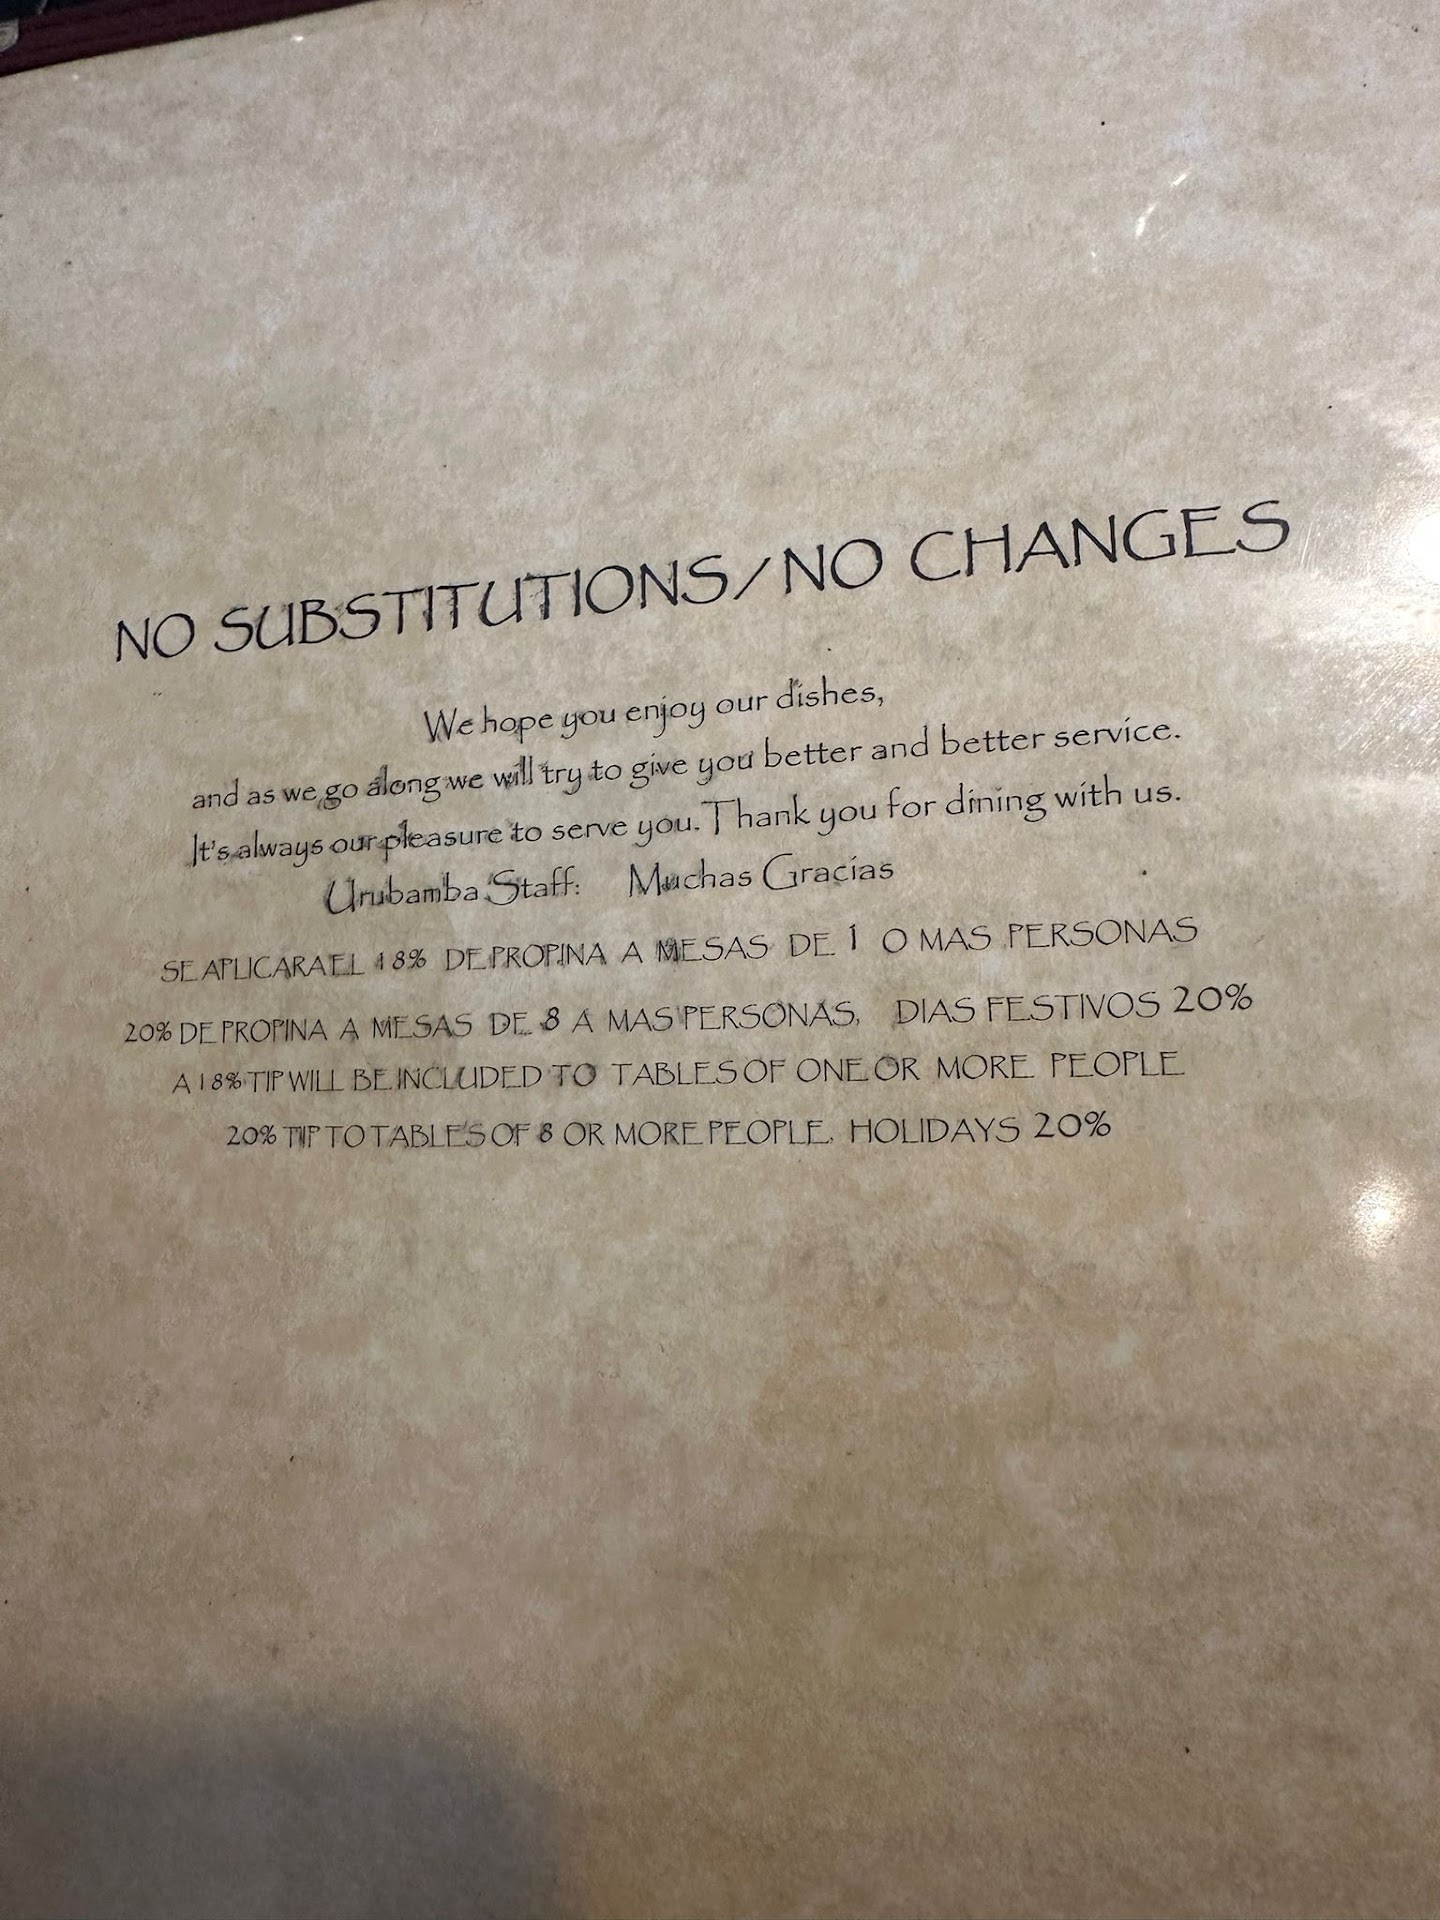 NO SUBSTITUTIONS/NO CHANGES
We hope you enjoy our dishes,
and as we go along we will try to give you better and better service.
It's always our pleasure to serve you. Thank you for dining with us.
Urubamba Staff: Muchas Gracias
SE APLICARA EL 18% DE PROPINA A MESAS DE 1 O MAS PERSONAS
20% DE PROPINA A MESAS DE 8 A MAS PERSONAS, DIAS FESTIVOS 20%
A 18% TIP WILL BE INCLUDED TO TABLES OF ONE OR MORE PEOPLE
20% TIP TO TABLES OF 8 OR MORE PEOPLE, HOLIDAYS 20%